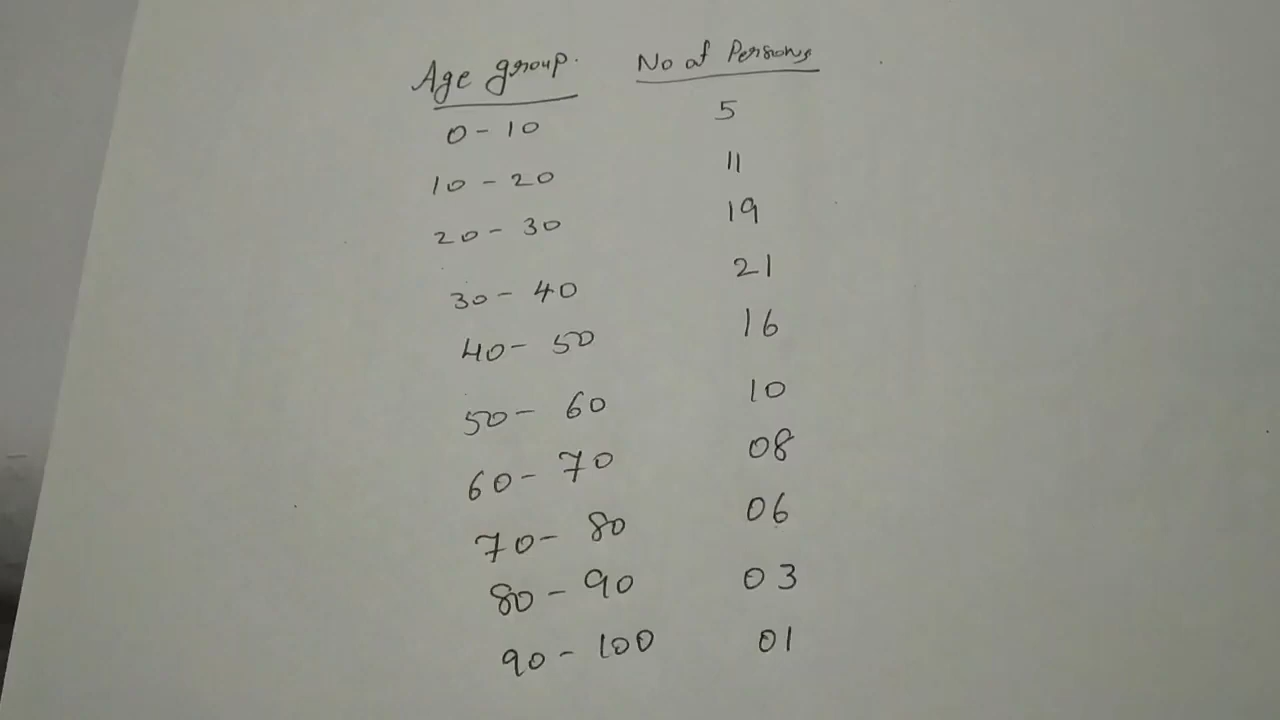 Age group. No of Persons
0 - 10 5
10 - 20 11
20 - 30 19
30 - 40 21
40 - 50 16
50 - 60 10
60 - 70 08
70 - 80 06
80 - 90 03
90 - 100 01